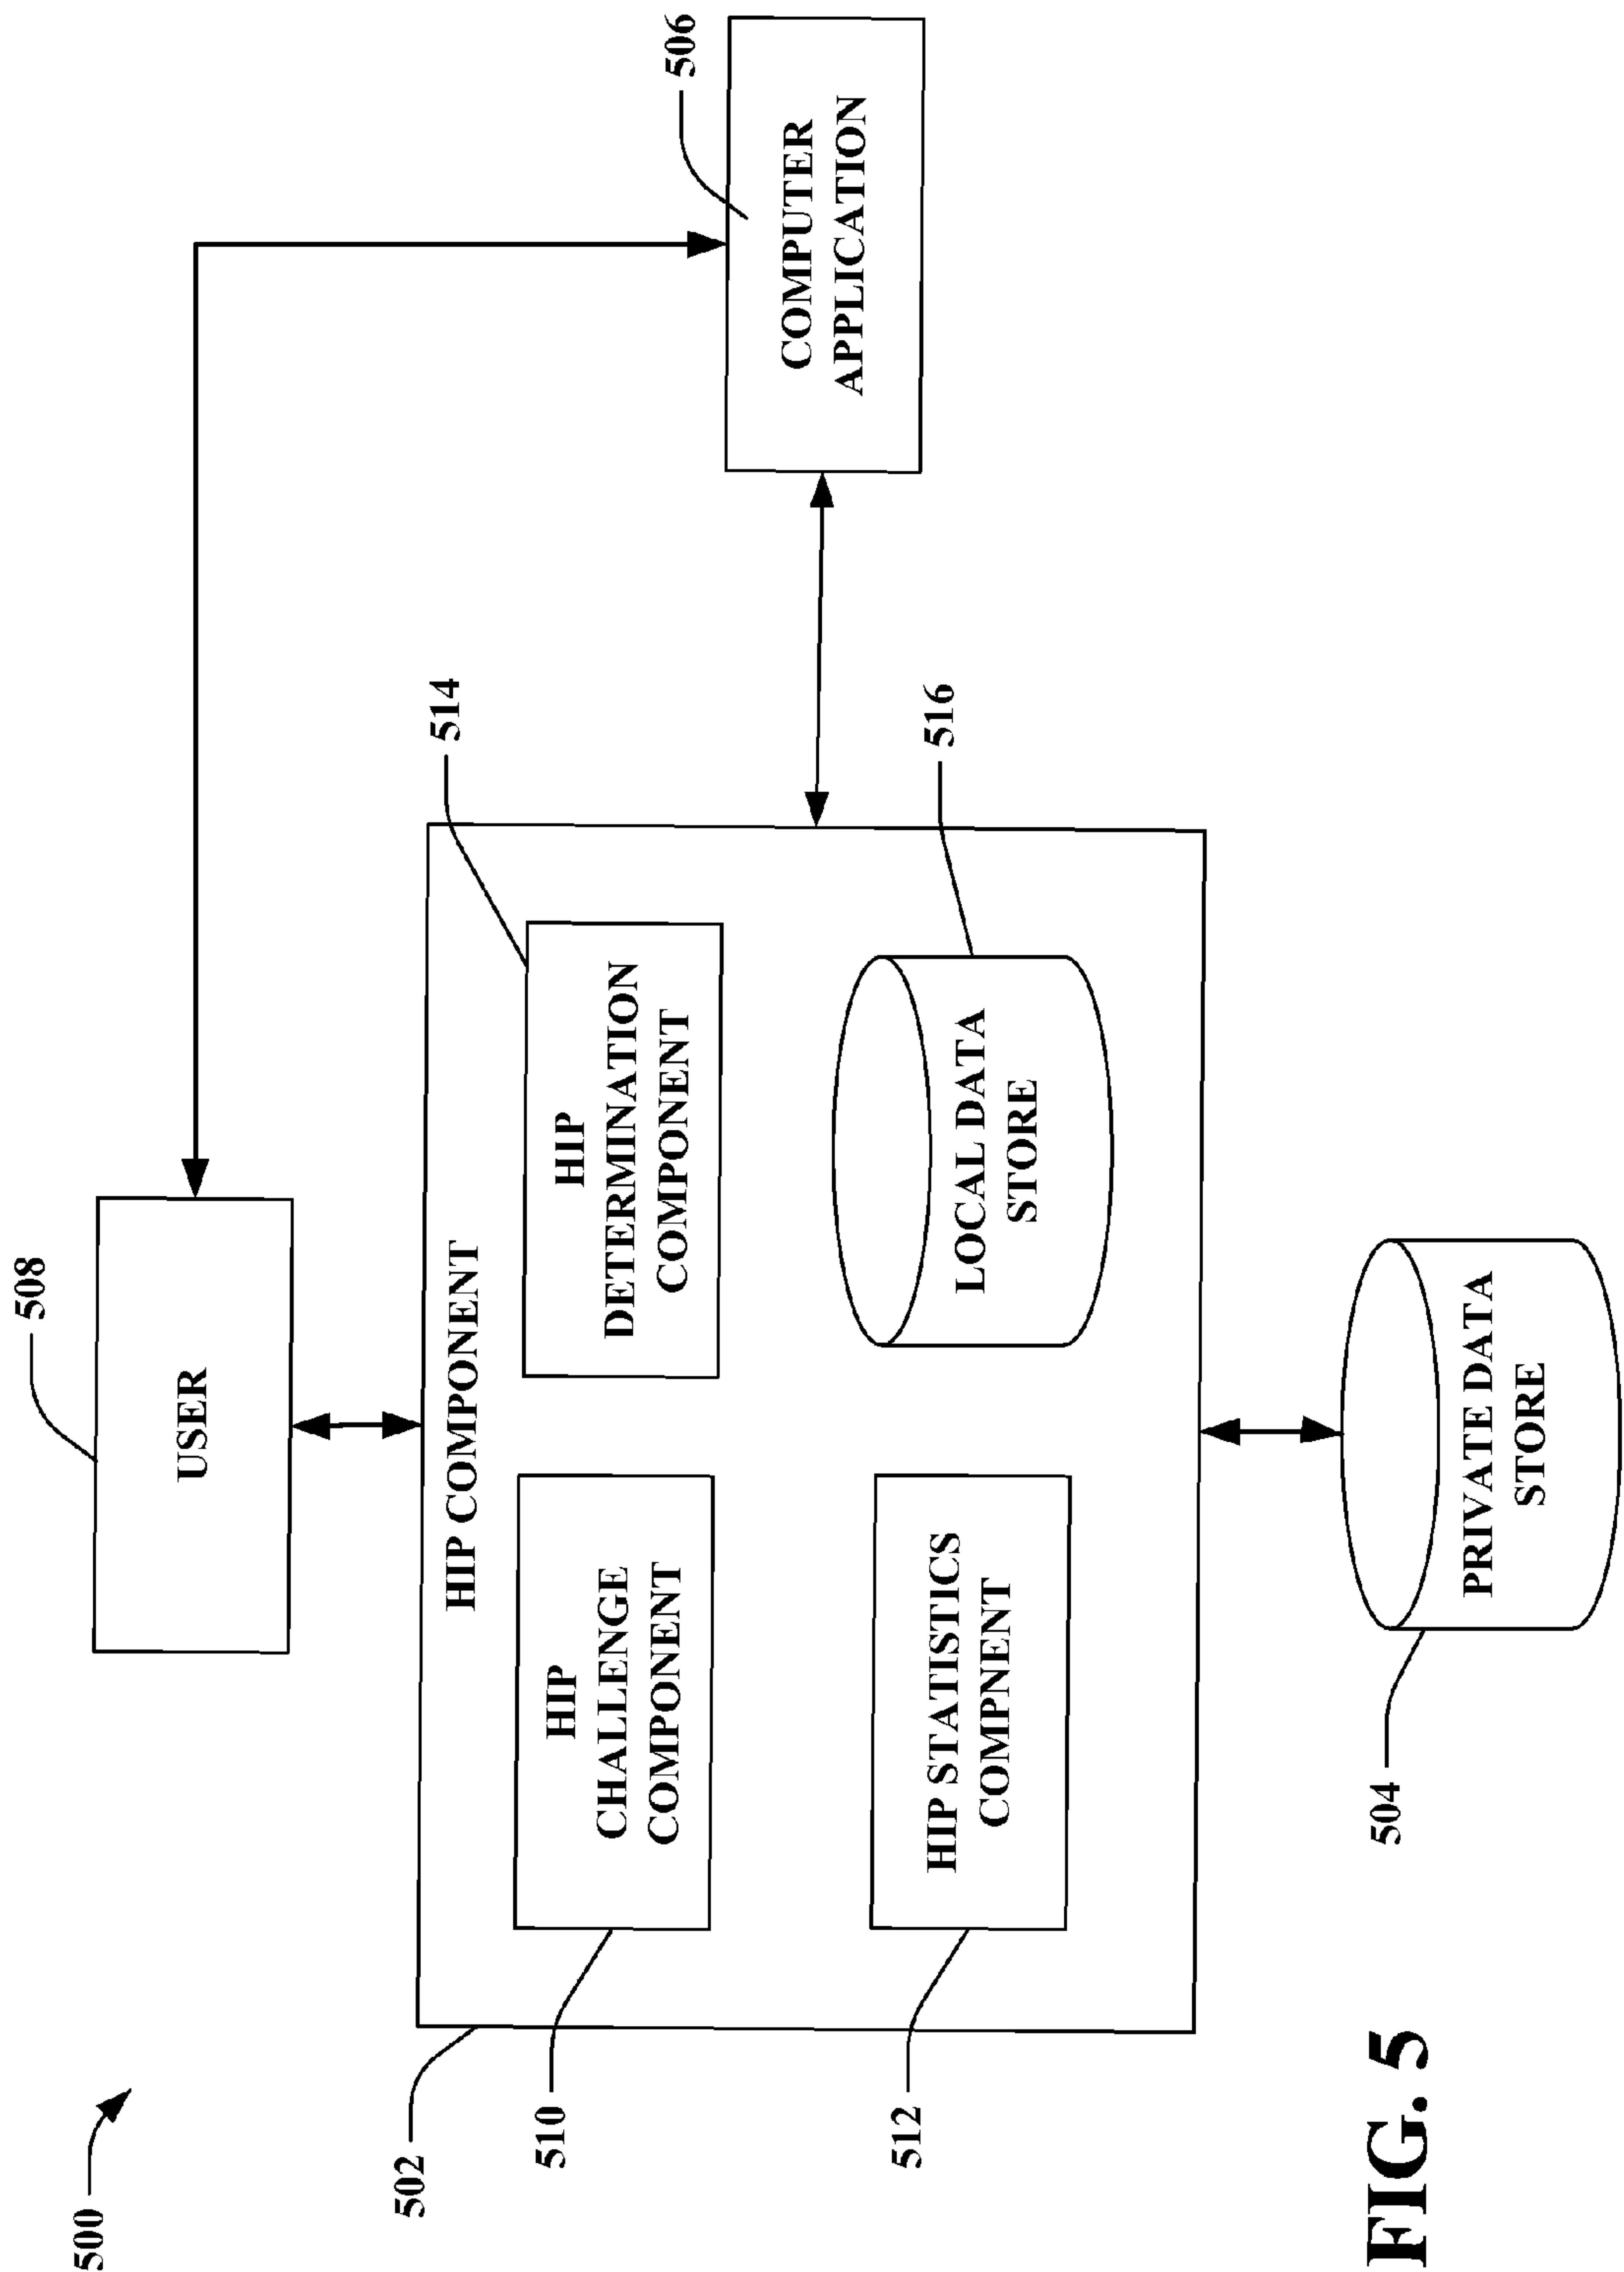 500
508
USER
502
HIP COMPONENT
514
510
HIP
CHALLENGE
COMPONENT
HIP
DETERMINATION
COMPONENT
506
COMPUTER
APPLICATION
512
HIP STATISTICS
COMPNENT
516
LOCAL DATA
STORE
504
PRIVATE DATA
STORE
FIG. 5